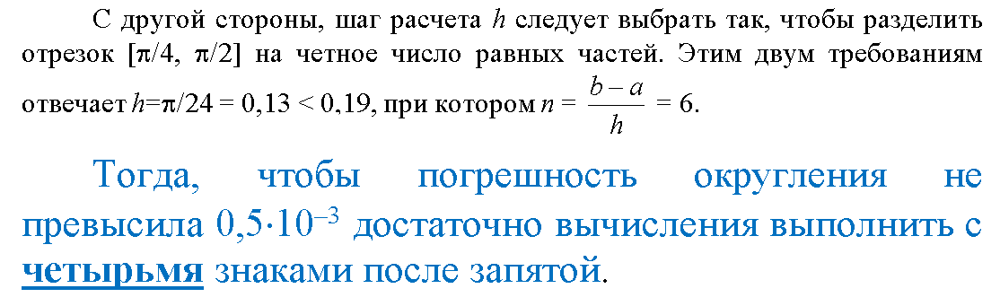 С другой стороны, шаг расчета h следует выбрать так, чтобы разделить
отрезок [π/4, π/2] на четное число равных частей. Этим двум требованиям
отвечает h=π/24 = 0,13 < 0,19, при котором n = (b – a)/h = 6.
Тогда, чтобы погрешность округления не
превысила 0,5·10⁻³ достаточно вычисления выполнить с
четырьмя знаками после запятой.